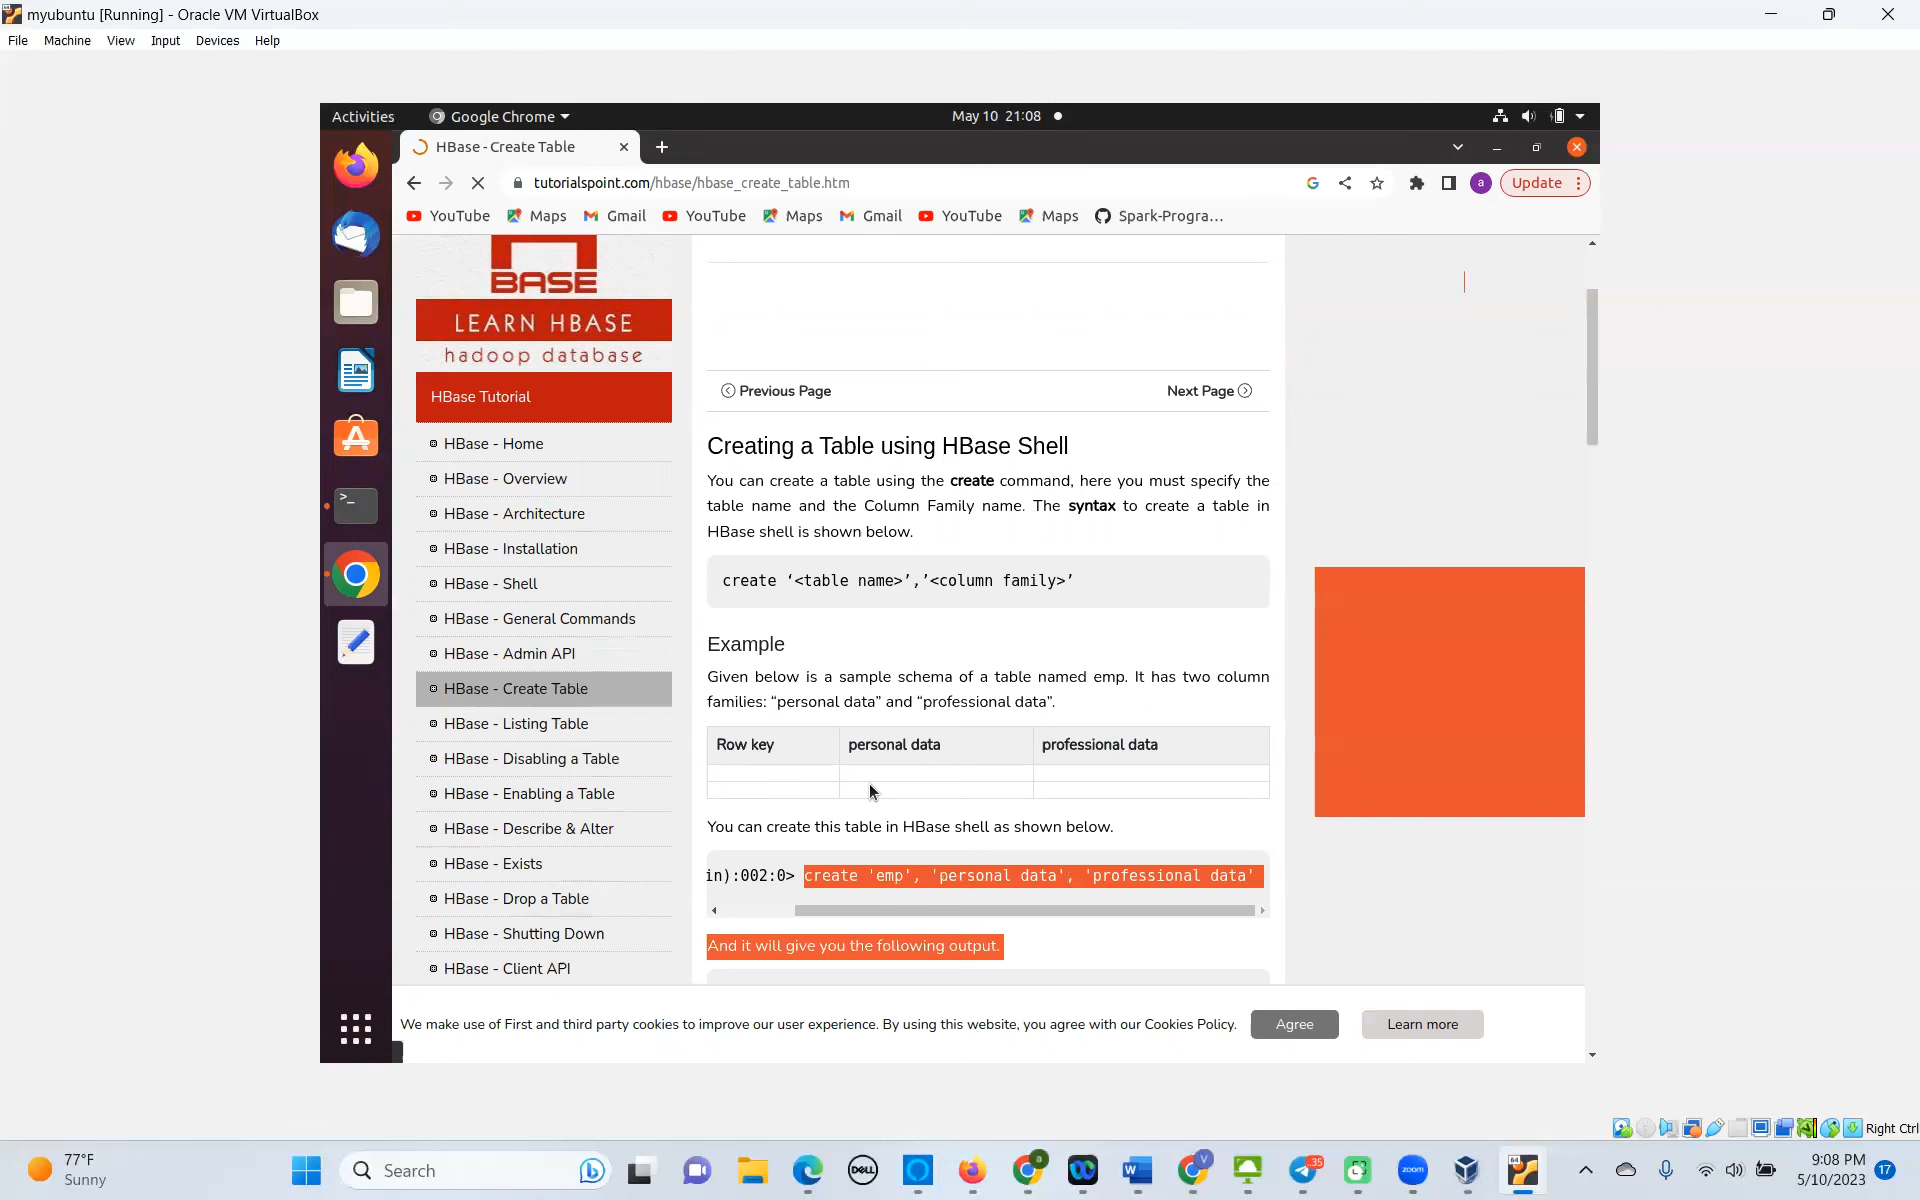 myubuntu [Running] - Oracle VM VirtualBox
File Machine View Input Devices Help
Activities Google Chrome May 10 21:08
HBase - Create Table
tutorialspoint.com/hbase/hbase_create_table.htm a Update
YouTube Maps Gmail YouTube Maps Gmail YouTube Maps Spark-Progra...
BASE
LEARN HBASE
hadoop database
HBase Tutorial
HBase - Home
HBase - Overview
HBase - Architecture
HBase - Installation
HBase - Shell
HBase - General Commands
HBase - Admin API
HBase - Create Table
HBase - Listing Table
HBase - Disabling a Table
HBase - Enabling a Table
HBase - Describe & Alter
HBase - Exists
HBase - Drop a Table
HBase - Shutting Down
HBase - Client API
Previous Page Next Page
Creating a Table using HBase Shell
You can create a table using the create command, here you must specify the
table name and the Column Family name. The syntax to create a table in
HBase shell is shown below.
create ‘<table name>’,’<column family>’
Example
Given below is a sample schema of a table named emp. It has two column
families: “personal data” and “professional data”.
Row key personal data professional data
You can create this table in HBase shell as shown below.
in):002:0> create 'emp', 'personal data', 'professional data'
And it will give you the following output.
We make use of First and third party cookies to improve our user experience. By using this website, you agree with our Cookies Policy. Agree Learn more
Right Ctrl
77°F
Sunny
Search
DELL
a
V
35
zoom
64
9:08 PM
5/10/2023
17